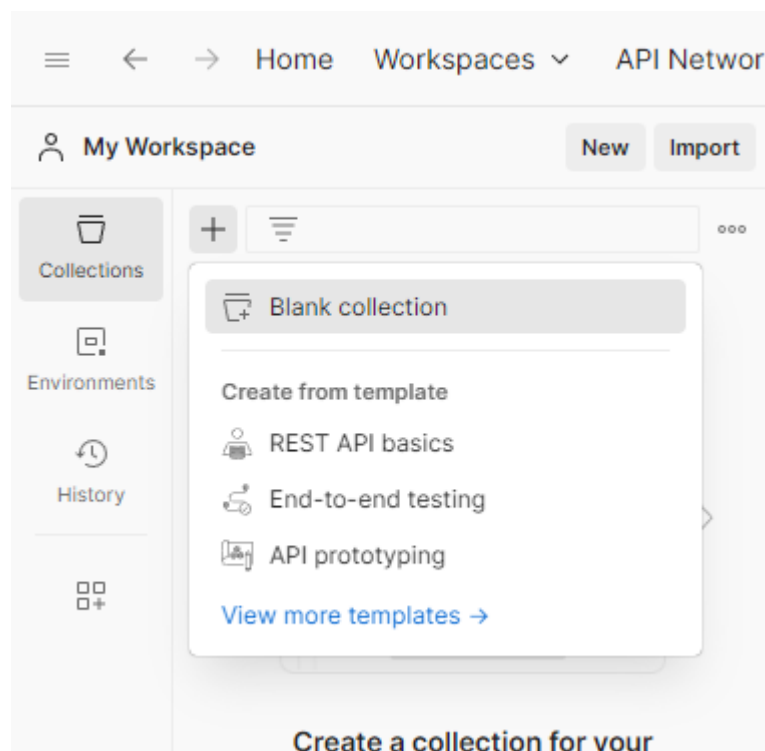 Home Workspaces API Networ
My Workspace New Import
Collections
Blank collection
Environments
Create from template
REST API basics
History
End-to-end testing
API prototyping
View more templates →
Create a collection for your